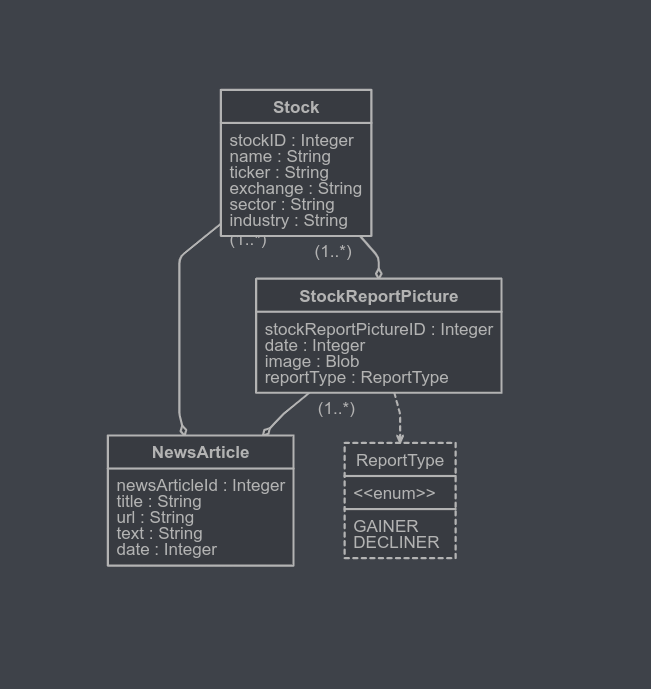 Stock
stockID : Integer
name : String
ticker : String
exchange : String
sector : String
industry : String
(1..*)
(1..*)
StockReportPicture
stockReportPictureID : Integer
date : Integer
image : Blob
reportType : ReportType
(1..*)
NewsArticle
newsArticleId : Integer
title : String
url : String
text : String
date : Integer
ReportType
<<enum>>
GAINER
DECLINER